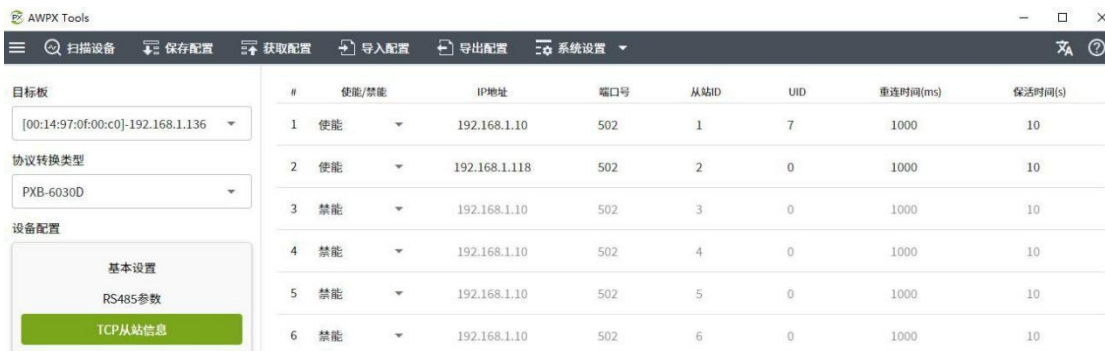 AWPX Tools
扫描设备 保存配置 获取配置 导入配置 导出配置 系统设置
目标板
[00:14:97:0f:00:c0]-192.168.1.136
协议转换类型
PXB-6030D
设备配置
基本设置
RS485参数
TCP从站信息
# 使能/禁能 IP地址 端口号 从站ID UID 重连时间(ms) 保活时间(s)
1 使能 192.168.1.10 502 1 7 1000 10
2 使能 192.168.1.118 502 2 0 1000 10
3 禁能 192.168.1.10 502 3 0 1000 10
4 禁能 192.168.1.10 502 4 0 1000 10
5 禁能 192.168.1.10 502 5 0 1000 10
6 禁能 192.168.1.10 502 6 0 1000 10